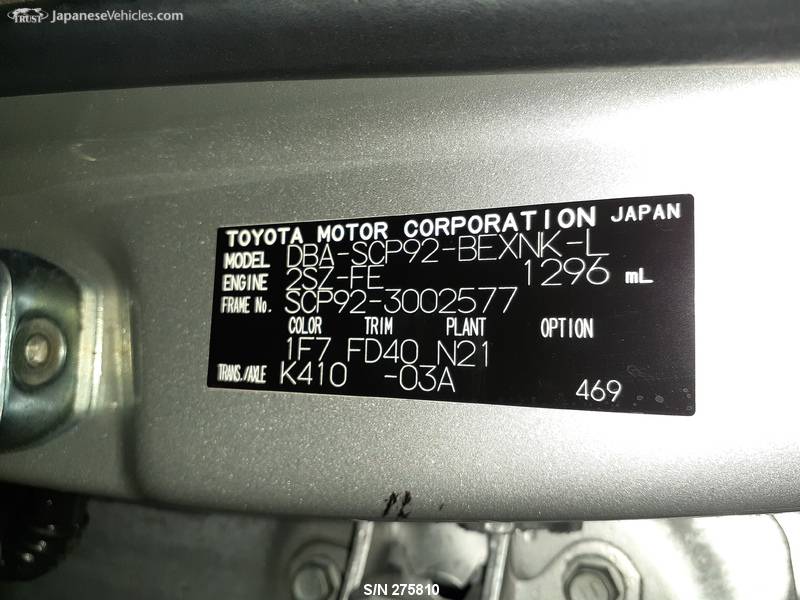 TRUST JapaneseVehicles.com
TOYOTA MOTOR CORPORATION JAPAN
MODEL DBA-SCP92-BEXNK-L
ENGINE 2SZ-FE 1296 mL
FRAME No. SCP92-3002577
COLOR TRIM PLANT OPTION
1F7 FD40 N21
TRANS./AXLE K410 -03A
469
S/N 275810